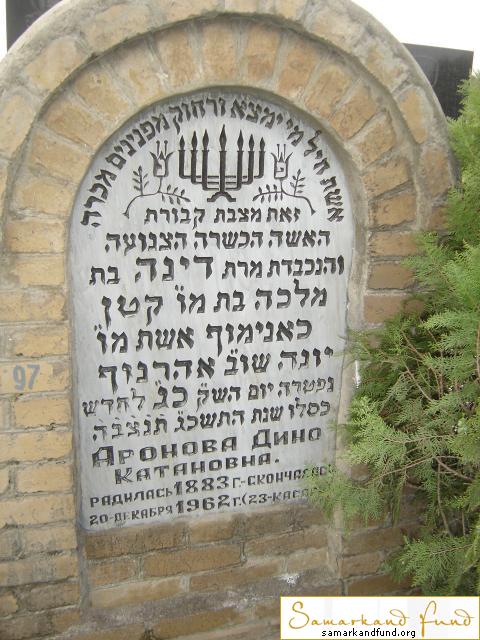 אשת חיל מי ימצא ורחוק מפנינים מכרה
זאת מצבת קבורת
האשה הכשרה הצנועה
והנכבדת מרת דינה בת
מלכה בת מו׳ קטן
כאנימוף אשת מו׳
יונה שוב׳ אהרנוף
נפטרה יום הש״ק כג לחדש
כסלו שנת התשכג תנצבה
Аронова Дино
Катановна.
Радилась 1883 г.-скончалась
20-декабря 1962 г.(23-
97
Samarkand Fund
samarkandfund.org